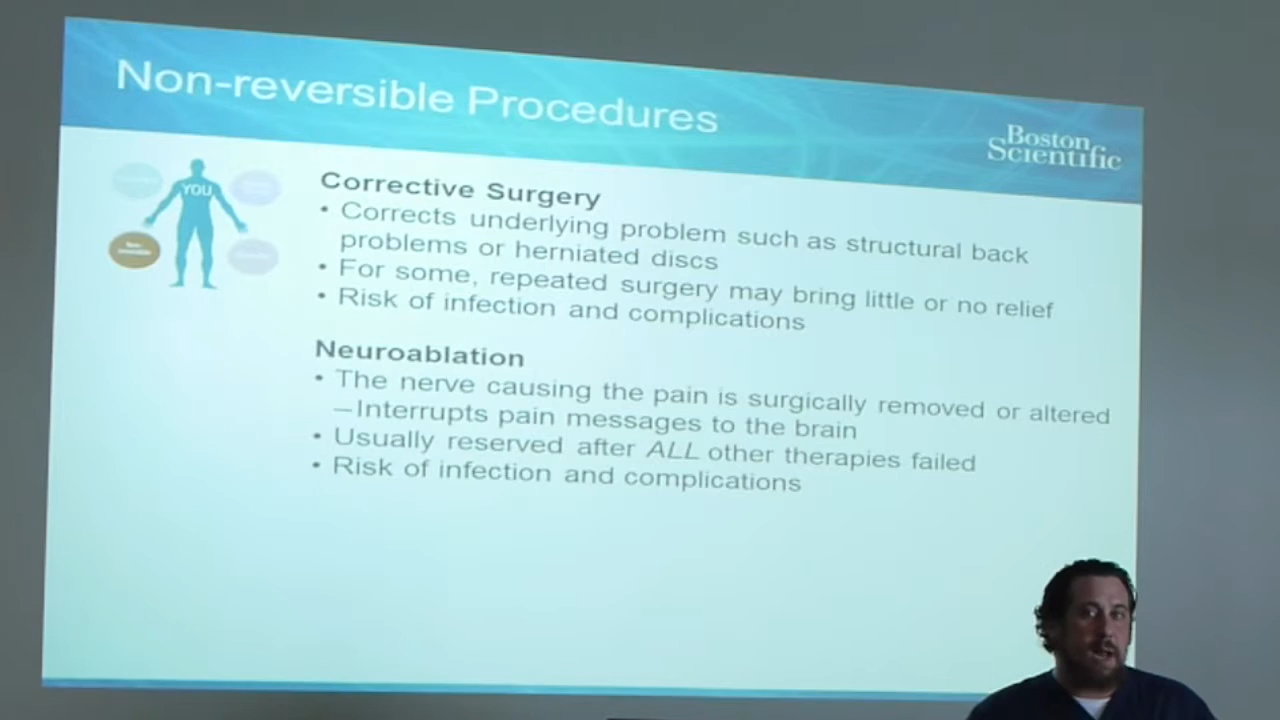 Non-reversible Procedures
Boston
Scientific
YOU
Corrective Surgery
• Corrects underlying problem such as structural back
problems or herniated discs
• For some, repeated surgery may bring little or no relief
• Risk of infection and complications
Neuroablation
• The nerve causing the pain is surgically removed or altered
–Interrupts pain messages to the brain
• Usually reserved after ALL other therapies failed
• Risk of infection and complications